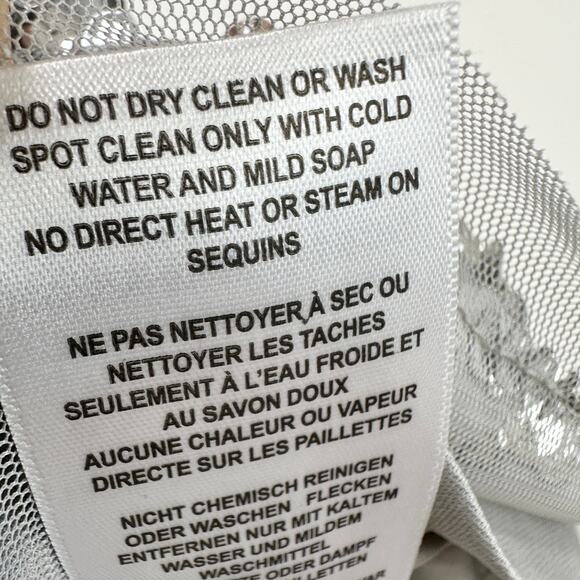 DO NOT DRY CLEAN OR WASH
SPOT CLEAN ONLY WITH COLD
WATER AND MILD SOAP
NO DIRECT HEAT OR STEAM ON
SEQUINS
NE PAS NETTOYER À SEC OU
NETTOYER LES TACHES
SEULEMENT À L'EAU FROIDE ET
AU SAVON DOUX
AUCUNE CHALEUR OU VAPEUR
DIRECTE SUR LES PAILLETTES
NICHT CHEMISCH REINIGEN
ODER WASCHEN FLECKEN
ENTFERNEN NUR MIT KALTEM
WASSER UND MILDEM
WASCHMITTEL
ODER DAMPF